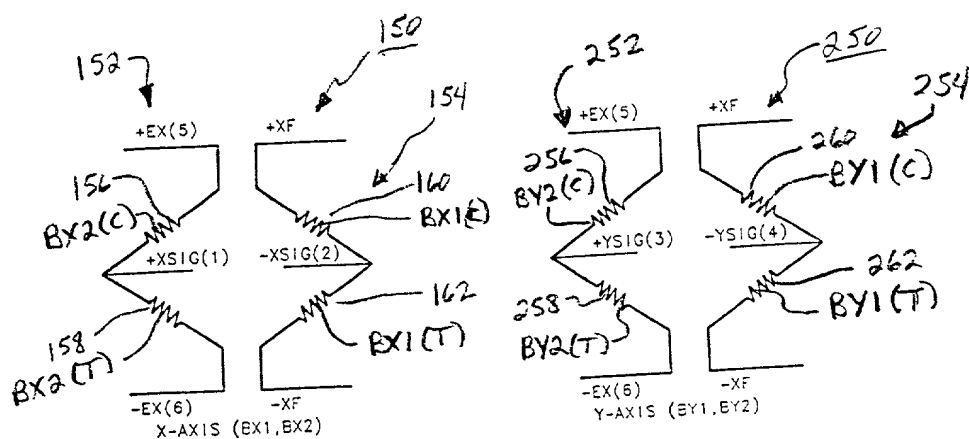 150
152
154
+EX(5)
+XF
156
160
BX2(C)
BX1(C)
+XSIG(1)
-XSIG(2)
158
162
BX2(T)
BX1(T)
-EX(6)
-XF
X-AXIS (BX1,BX2)
250
252
254
+EX(5)
+XF
256
260
BY2(C)
BY1(C)
+YSIG(3)
-YSIG(4)
258
262
BY2(T)
BY1(T)
-EX(6)
-XF
Y-AXIS (BY1,BY2)